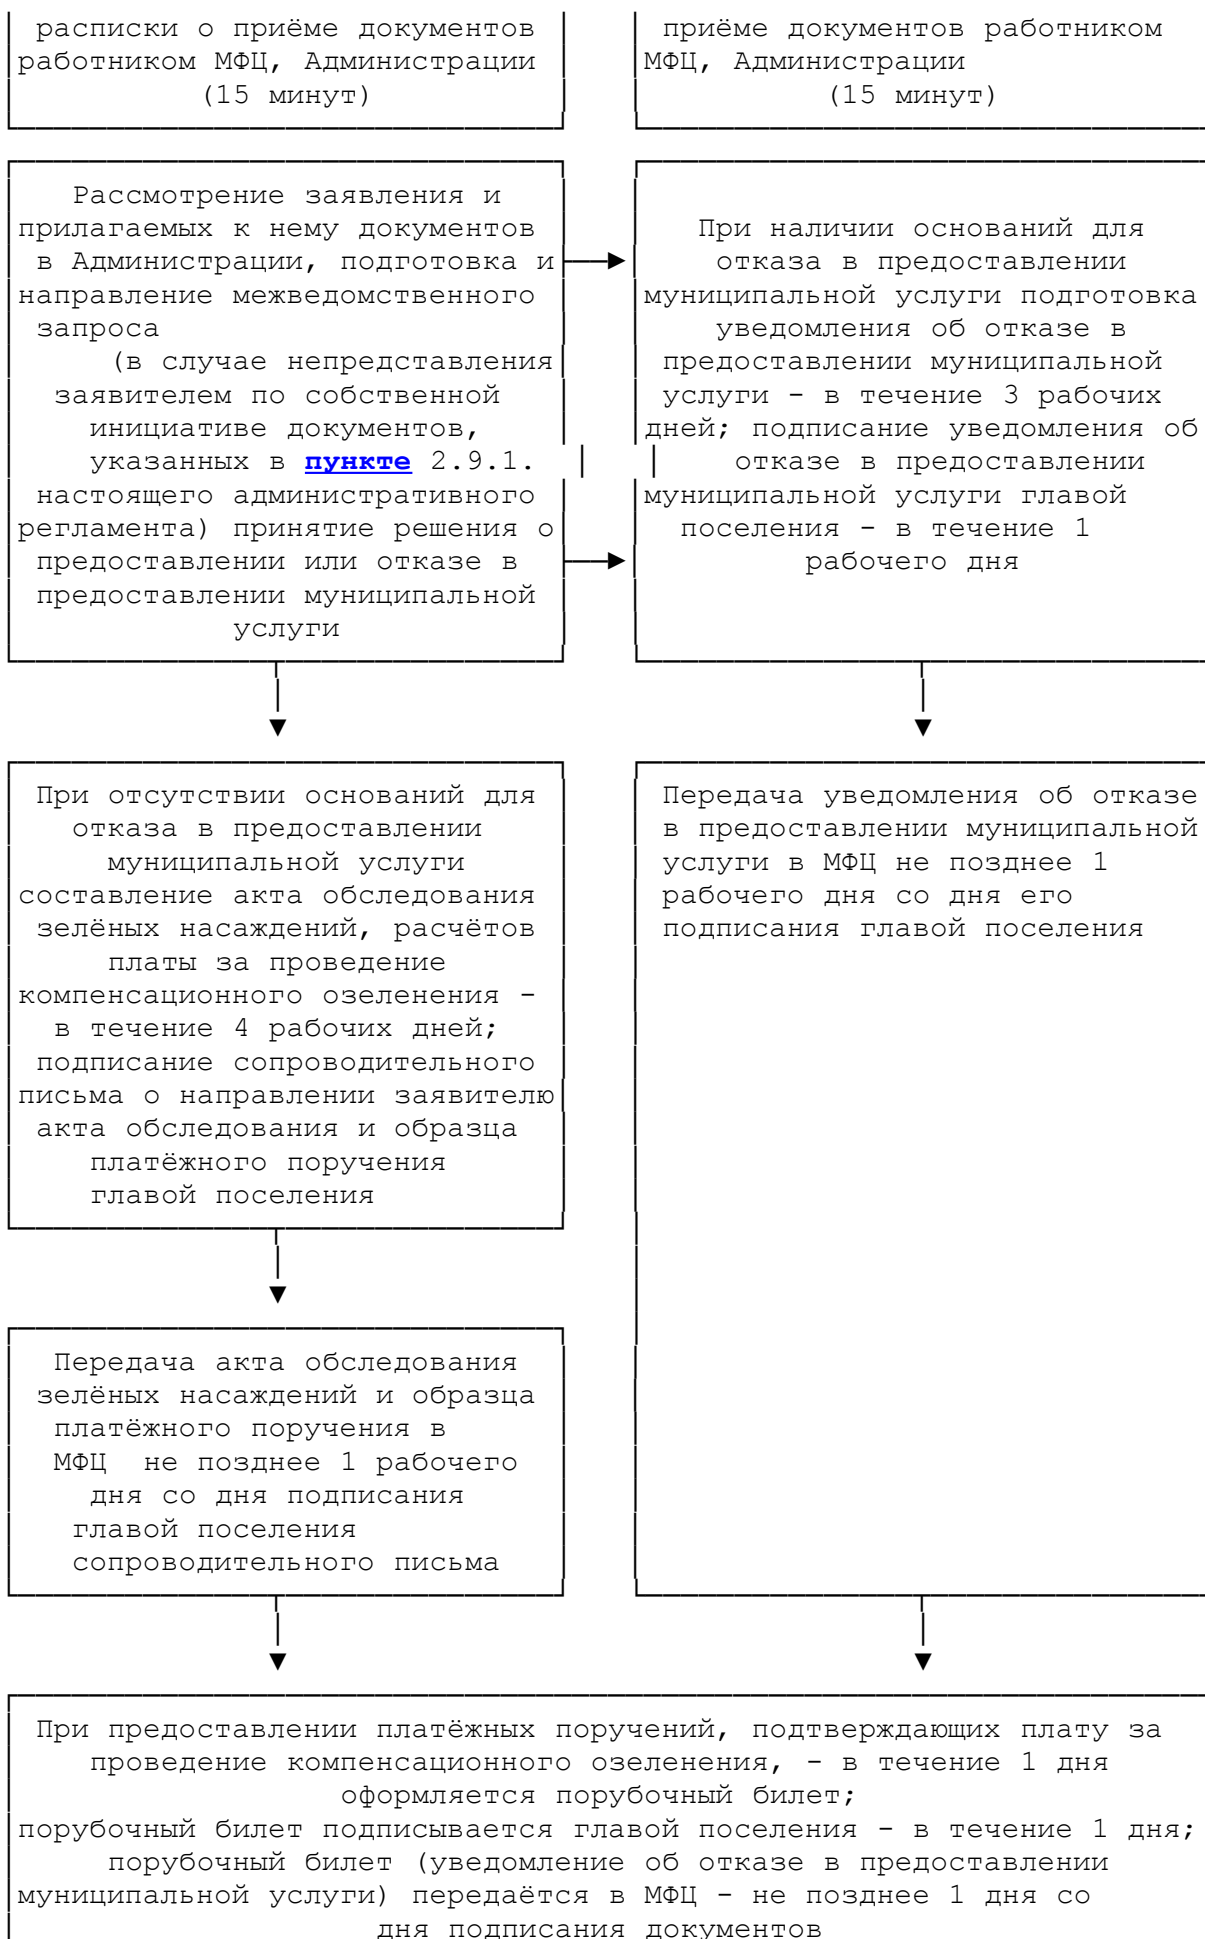 расписки о приёме документов
работником МФЦ, Администрации
(15 минут)
приёме документов работником
МФЦ, Администрации
(15 минут)
Рассмотрение заявления и
прилагаемых к нему документов
в Администрации, подготовка и
направление межведомственного
запроса
(в случае непредставления
заявителем по собственной
инициативе документов,
указанных в пункте 2.9.1.
настоящего административного
регламента) принятие решения о
предоставлении или отказе в
предоставлении муниципальной
услуги
При наличии оснований для
отказа в предоставлении
муниципальной услуги подготовка
уведомления об отказе в
предоставлении муниципальной
услуги - в течение 3 рабочих
дней; подписание уведомления об
отказе в предоставлении
муниципальной услуги главой
поселения - в течение 1
рабочего дня
При отсутствии оснований для
отказа в предоставлении
муниципальной услуги
составление акта обследования
зелёных насаждений, расчётов
платы за проведение
компенсационного озеленения -
в течение 4 рабочих дней;
подписание сопроводительного
письма о направлении заявителю
акта обследования и образца
платёжного поручения
главой поселения
Передача уведомления об отказе
в предоставлении муниципальной
услуги в МФЦ не позднее 1
рабочего дня со дня его
подписания главой поселения
Передача акта обследования
зелёных насаждений и образца
платёжного поручения в
МФЦ не позднее 1 рабочего
дня со дня подписания
главой поселения
сопроводительного письма
При предоставлении платёжных поручений, подтверждающих плату за
проведение компенсационного озеленения, - в течение 1 дня
оформляется порубочный билет;
порубочный билет подписывается главой поселения - в течение 1 дня;
порубочный билет (уведомление об отказе в предоставлении
муниципальной услуги) передаётся в МФЦ - не позднее 1 дня со
дня подписания документов